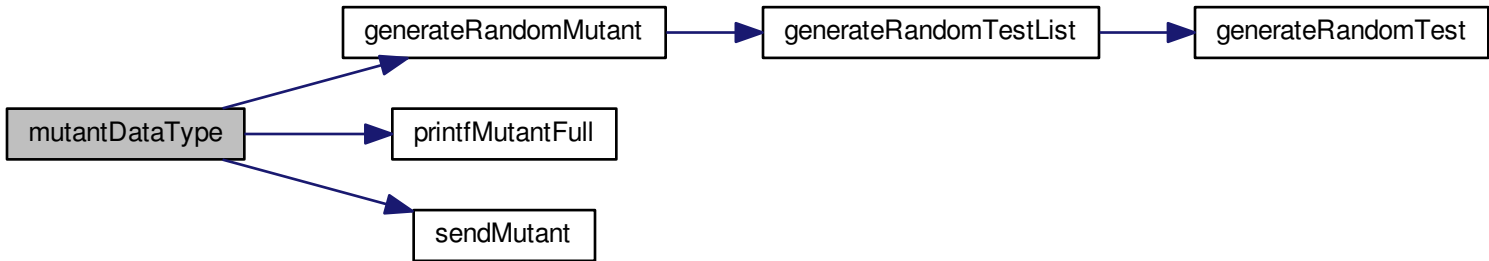 generateRandomMutant
generateRandomTestList
generateRandomTest
mutantDataType
printfMutantFull
sendMutant